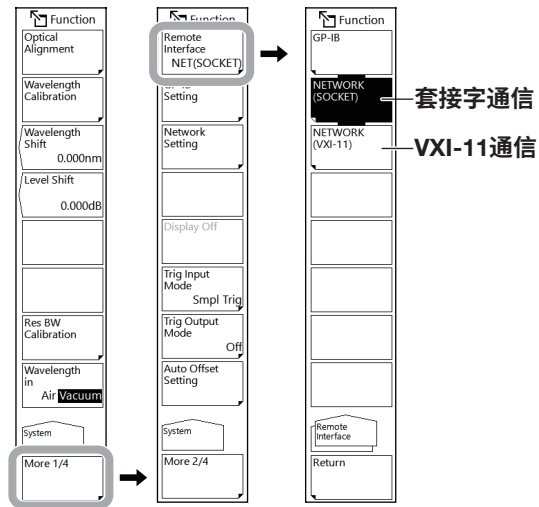 Function
Optical
Alignment
Wavelength
Calibration
Wavelength
Shift
0.000nm
Level Shift
0.000dB
Res BW
Calibration
Wavelength
in
Air Vacuum
System
More 1/4
Function
Remote
Interface
NET(SOCKET)
GP-IB
Setting
Network
Setting
Display Off
Trig Input
Mode
Smpl Trig
Trig Output
Mode
Off
Auto Offset
Setting
System
More 2/4
Function
GP-IB
NETWORK
(SOCKET)
套接字通信
NETWORK
(VXI-11)
VXI-11通信
Remote
Interface
Return